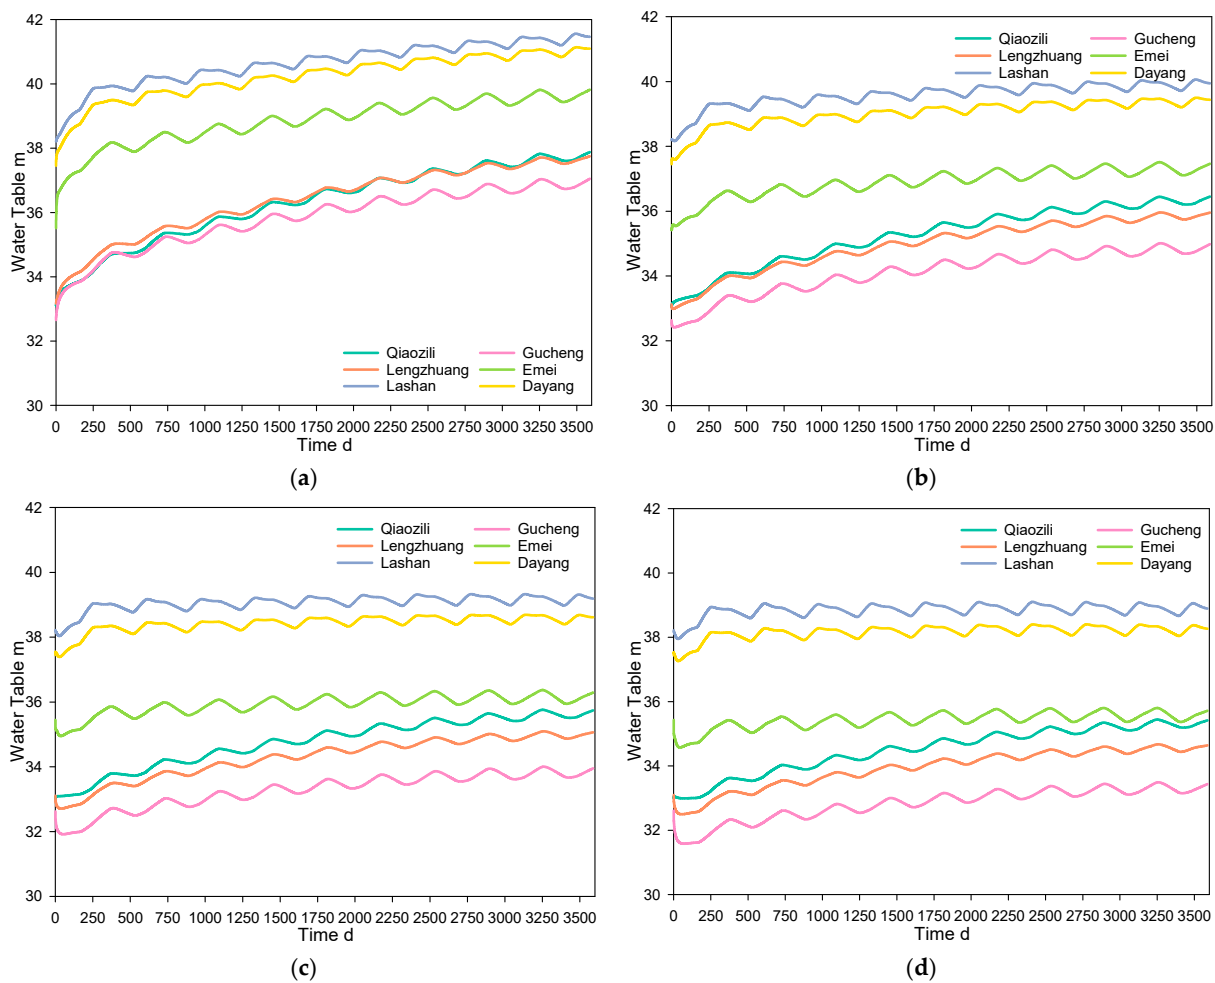 42
40
38
36
34
32
30
Water Table m
Qiaozili Gucheng
Lengzhuang Emei
Lashan Dayang
0 250 500 750 1000 1250 1500 1750 2000 2250 2500 2750 3000 3250 3500
Time d
(a)
42
40
38
36
34
32
30
Water Table m
Qiaozili Gucheng
Lengzhuang Emei
Lashan Dayang
0 250 500 750 1000 1250 1500 1750 2000 2250 2500 2750 3000 3250 3500
Time d
(b)
42
40
38
36
34
32
30
Water Table m
Qiaozili Gucheng
Lengzhuang Emei
Lashan Dayang
0 250 500 750 1000 1250 1500 1750 2000 2250 2500 2750 3000 3250 3500
Time d
(c)
42
40
38
36
34
32
30
Water Table m
Qiaozili Gucheng
Lengzhuang Emei
Lashan Dayang
0 250 500 750 1000 1250 1500 1750 2000 2250 2500 2750 3000 3250 3500
Time d
(d)